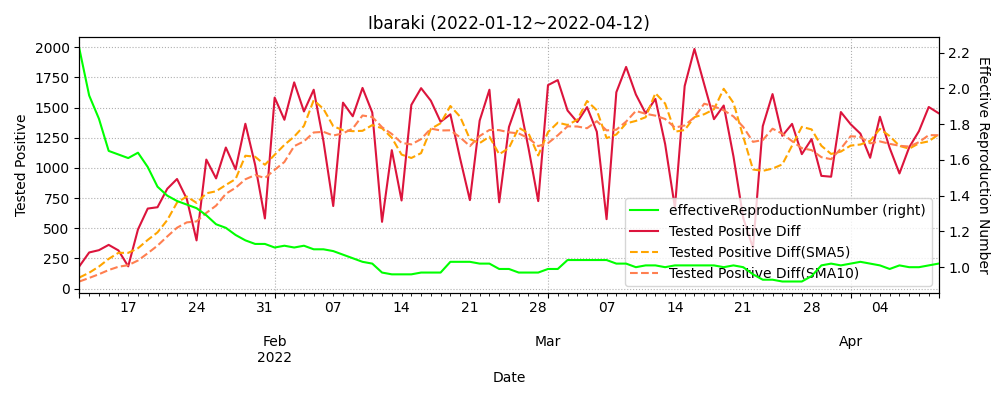 Ibaraki (2022-01-12~2022-04-12)
2000
1750
1500
1250
1000
750
500
250
0
Tested Positive
2.2
2.0
1.8
1.6
1.4
1.2
1.0
Effective Reproduction Number
effectiveReproductionNumber (right)
Tested Positive Diff
Tested Positive Diff(SMA5)
Tested Positive Diff(SMA10)
17 24 31 07 14 21 28 07 14 21 28 04
Feb Mar Apr
2022
Date